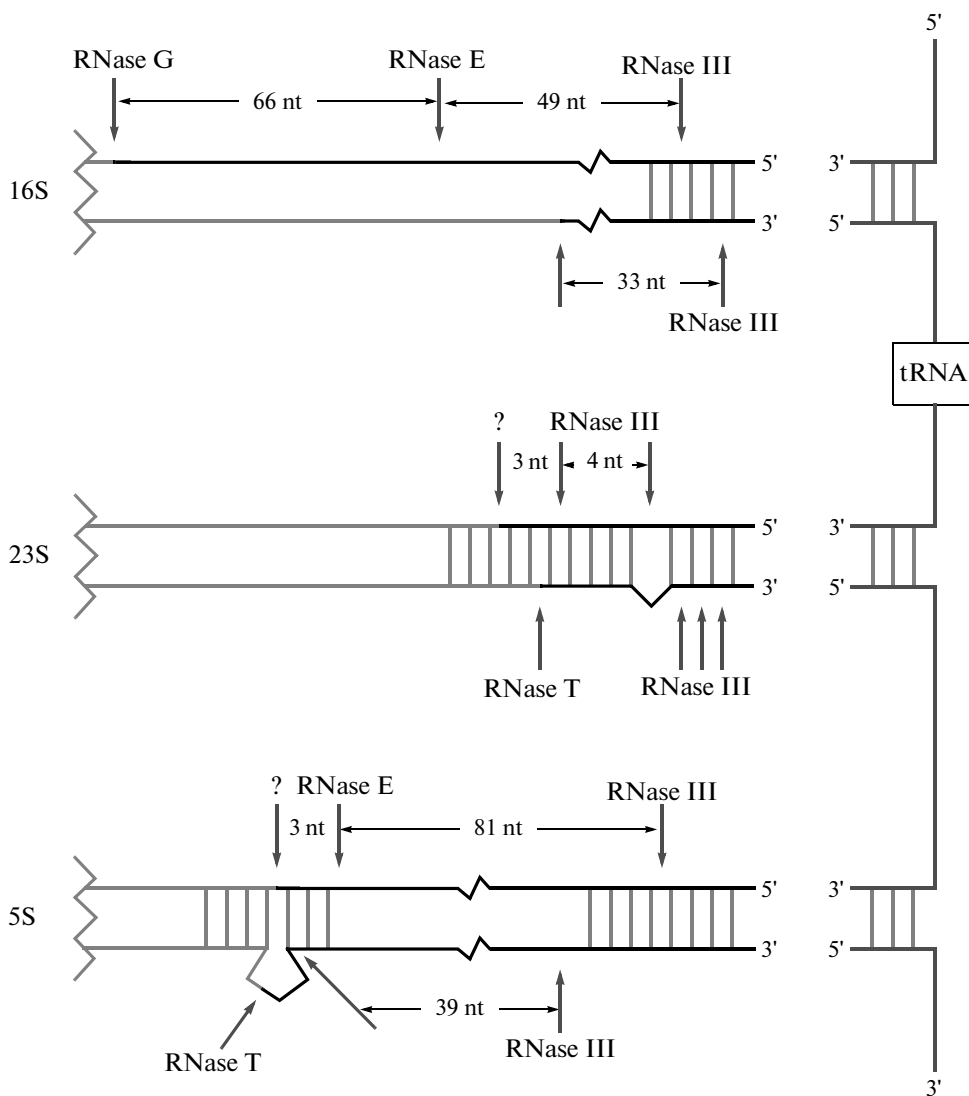 5'
RNase G
RNase E
RNase III
66 nt
49 nt
16S
5'
3'
3'
5'
33 nt
RNase III
tRNA
?
RNase III
3 nt
4 nt
23S
5'
3'
3'
5'
RNase T
RNase III
?
RNase E
RNase III
3 nt
81 nt
5S
5'
3'
3'
5'
39 nt
RNase T
RNase III
3'